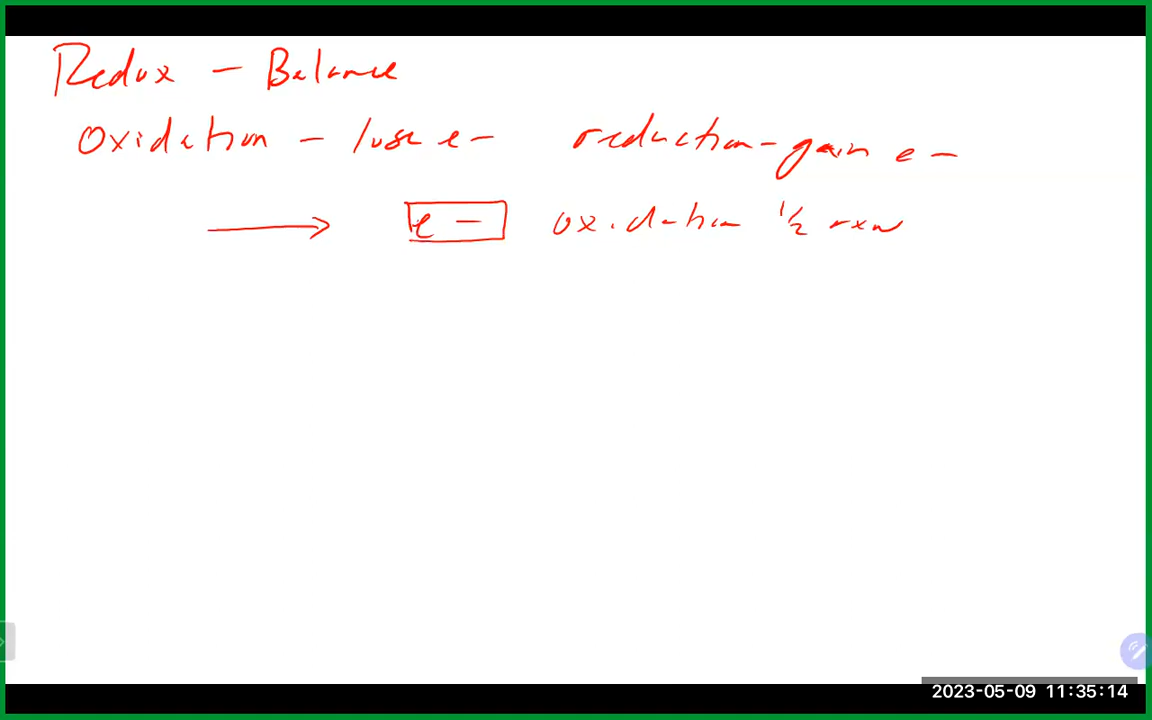 Redox - Balance
Oxidation - lose e- reduction - gain e-
→ e- oxidation 1/2 rxn
2023-05-09 11:35:14